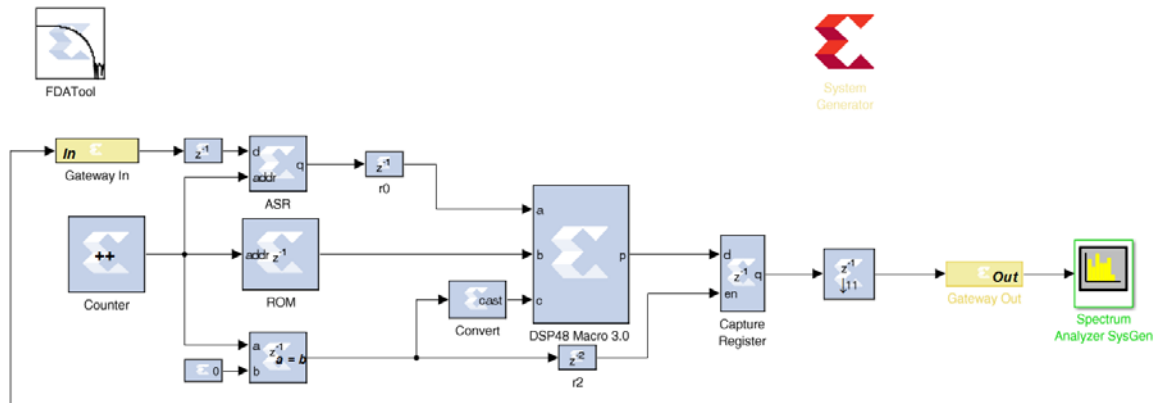 FDATool
System
Generator
In
Gateway In
z-1
d
addr
q
ASR
z-1
r0
++
Counter
addr
z-1
ROM
a
b
z-1
a = b
0
cast
Convert
a
b
c
p
DSP48 Macro 3.0
z-2
r2
d
en
z-1
q
Capture
Register
z-1
↓11
Out
Gateway Out
Spectrum
Analyzer SysGen